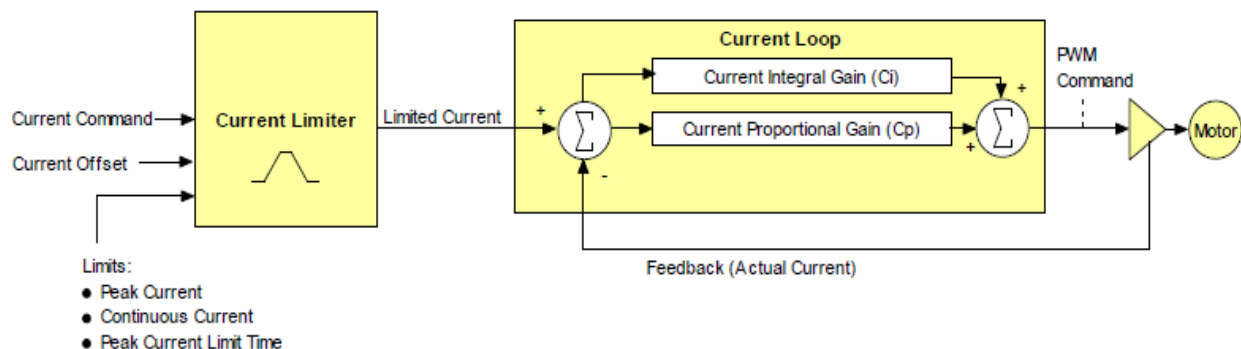 Current Loop
PWM
Command
Current Integral Gain (Ci)
+
Current Command
Current Limiter
Limited Current
+
Current Proportional Gain (Cp)
+
Motor
Current Offset
-
Feedback (Actual Current)
Limits:
● Peak Current
● Continuous Current
● Peak Current Limit Time